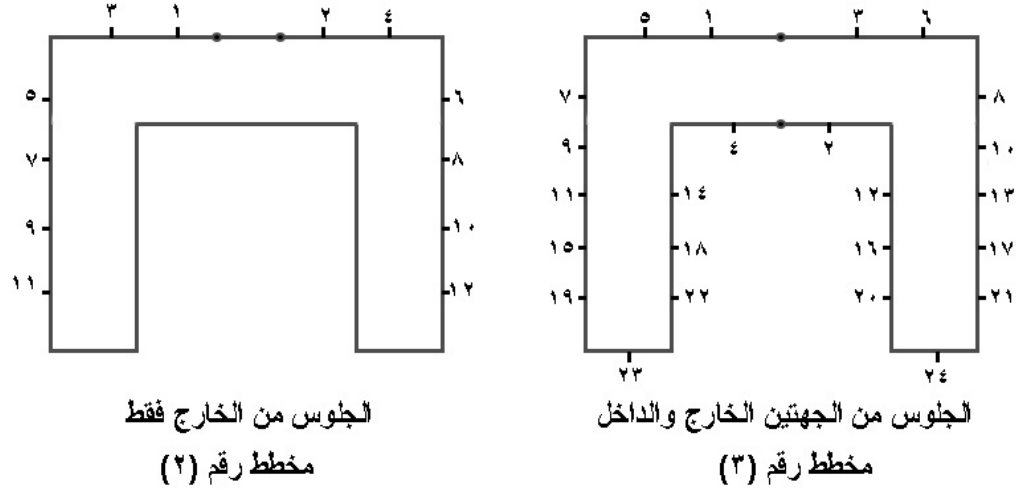 ٣ ١ ٢ ٤
٥ ٦
٧ ٨
٩ ١٠
١١ ١٢
الجلوس من الخارج فقط
مخطط رقم (٢)
٥ ١ ٣ ٦
٧ ٨
٩ ٤ ٢ ١٠
١١ ١٤ ١٢ ١٣
١٥ ١٨ ١٦ ١٧
١٩ ٢٢ ٢٠ ٢١
٢٣ ٢٤
الجلوس من الجهتين الخارج والداخل
مخطط رقم (٣)